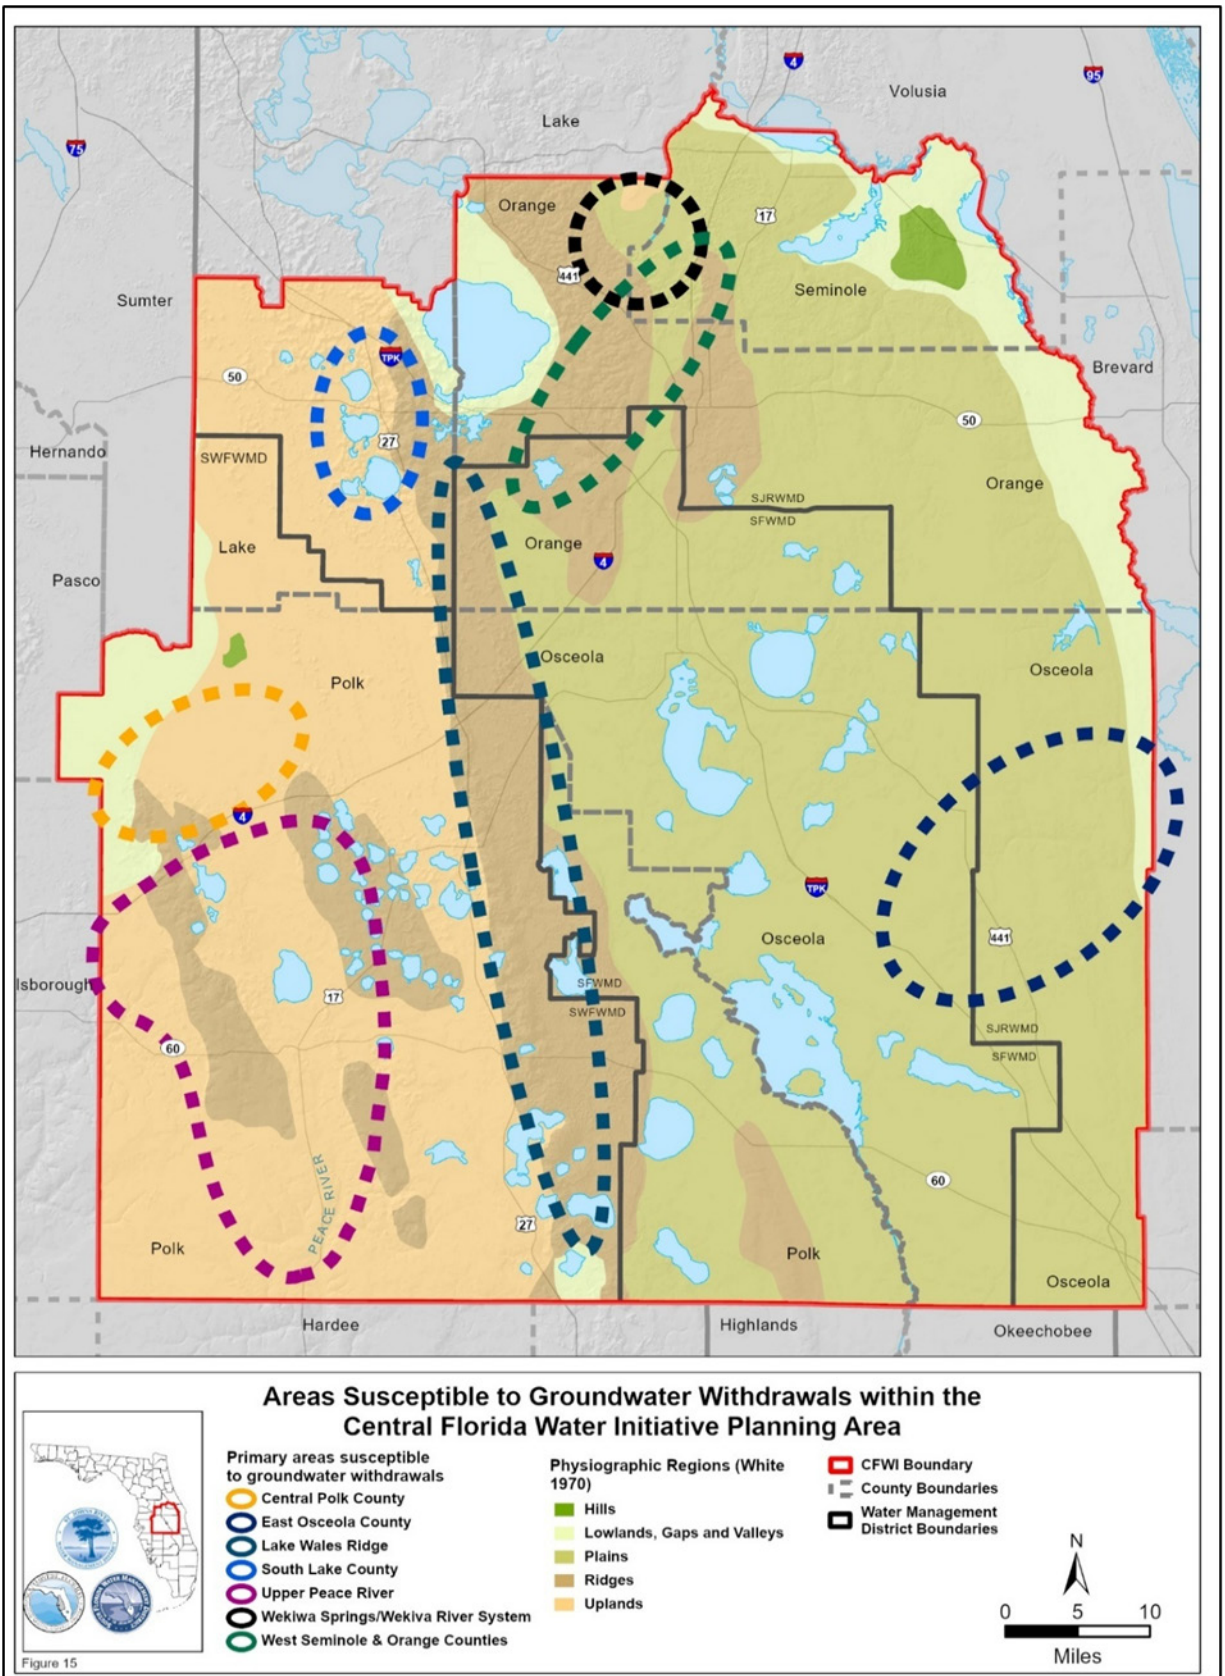 4
95
Volusia
Lake
75
Orange
17
441
Sumter
Seminole
TPK
Brevard
50
50
27
Hernando
SWFWMD
Orange
SJRWMD
SFWMD
Lake
Orange
4
Pasco
Osceola
Osceola
Polk
4
TPK
441
Osceola
lsborough
SFWMD
17
SWFWMD
SJRWMD
60
SFWMD
60
PEACE RIVER
27
Polk
Polk
Osceola
Hardee
Highlands
Okeechobee
Areas Susceptible to Groundwater Withdrawals within the
Central Florida Water Initiative Planning Area
Primary areas susceptible
to groundwater withdrawals
Central Polk County
East Osceola County
Lake Wales Ridge
South Lake County
Upper Peace River
Wekiwa Springs/Wekiva River System
West Seminole & Orange Counties
Physiographic Regions (White
1970)
Hills
Lowlands, Gaps and Valleys
Plains
Ridges
Uplands
CFWI Boundary
County Boundaries
Water Management
District Boundaries
N
0 5 10
Miles
Figure 15